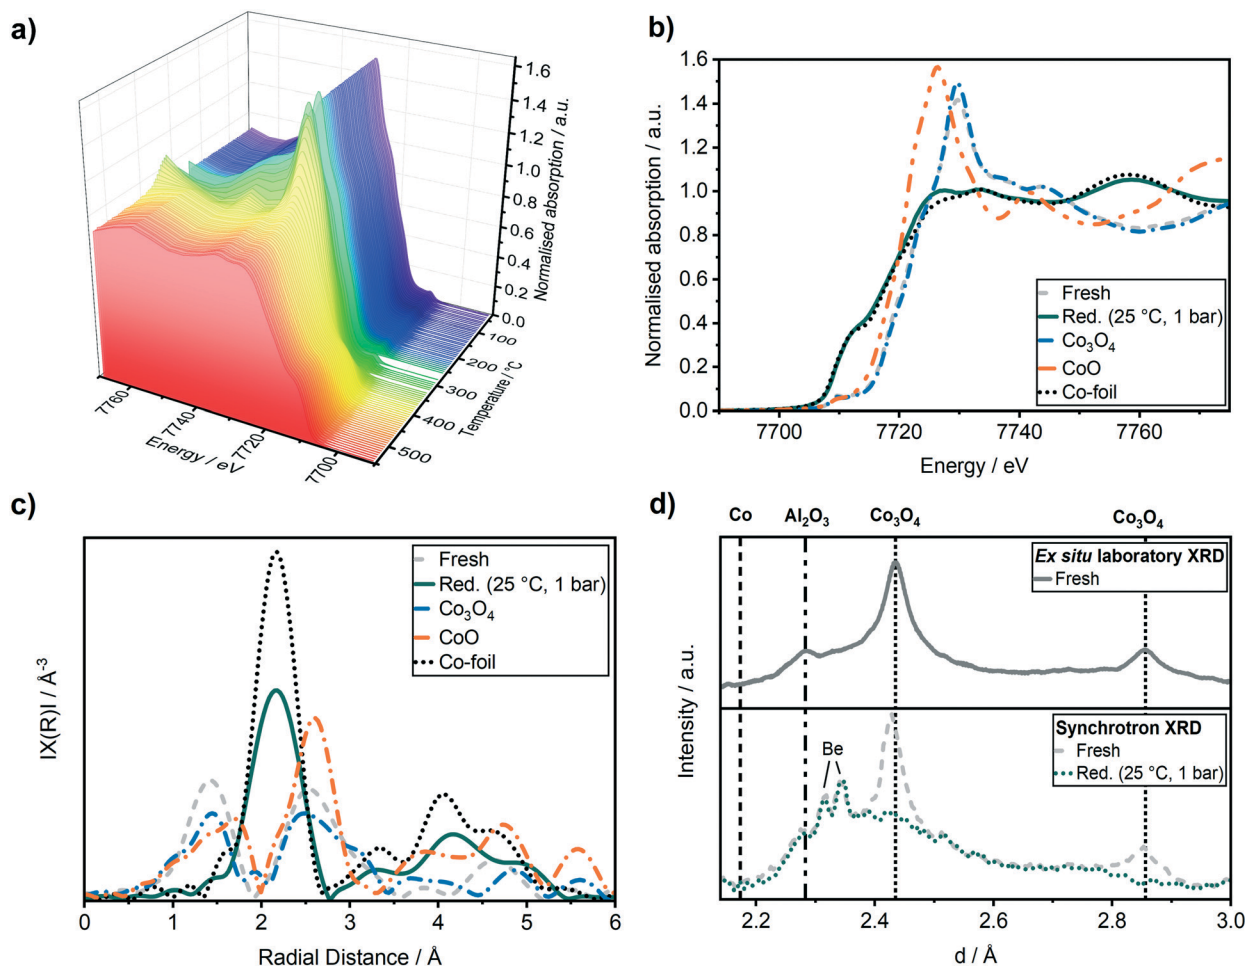 a)
1.6
1.4
1.2
1.0
0.8
0.6
0.4
0.2
0.0
Normalised absorption / a.u.
100
200
300
400
500
Temperature / °C
7760
7740
7720
7700
Energy / eV
b)
1.6
1.4
1.2
1.0
0.8
0.6
0.4
0.2
0.0
Normalised absorption / a.u.
Fresh
Red. (25 °C, 1 bar)
Co₃O₄
CoO
Co-foil
7700 7720 7740 7760
Energy / eV
c)
IX(R)I / Å⁻³
Fresh
Red. (25 °C, 1 bar)
Co₃O₄
CoO
Co-foil
0 1 2 3 4 5 6
Radial Distance / Å
d)
Co Al₂O₃ Co₃O₄ Co₃O₄
Ex situ laboratory XRD
Fresh
Intensity / a.u.
Synchrotron XRD
Fresh
Red. (25 °C, 1 bar)
Be
2.2 2.4 2.6 2.8 3.0
d / Å